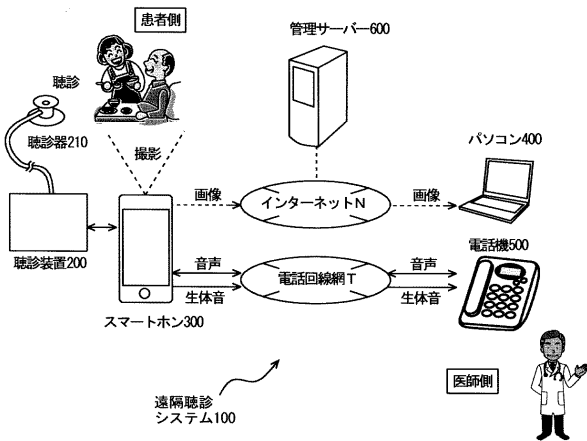 患者側
管理サーバー600
聴診
聴診器210
撮影
パソコン400
画像
インターネットN
画像
電話機500
聴診装置200
音声
電話回線網T
音声
生体音
生体音
スマートホン300
医師側
遠隔聴診
システム100